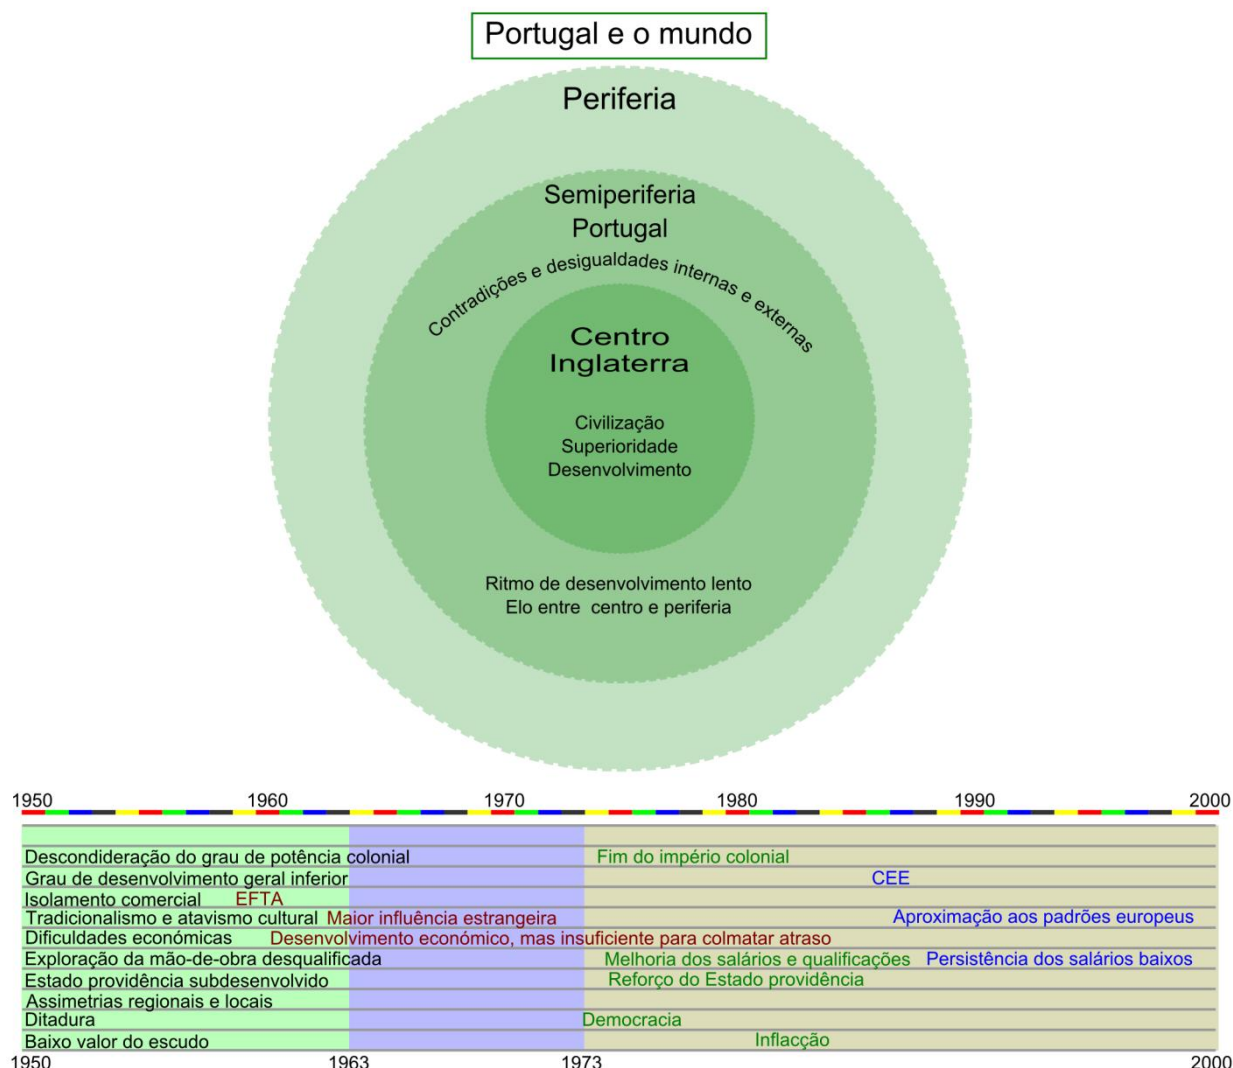 Portugal e o mundo
Periferia
Semiperiferia
Portugal
Contradições e desigualdades internas e externas
Centro
Inglaterra
Civilização
Superioridade
Desenvolvimento
Ritmo de desenvolvimento lento
Elo entre centro e periferia
1950 1960 1970 1980 1990 2000
Descondideração do grau de potência colonial Fim do império colonial
Grau de desenvolvimento geral inferior CEE
Isolamento comercial EFTA
Tradicionalismo e atavismo cultural Maior influência estrangeira Aproximação aos padrões europeus
Dificuldades económicas Desenvolvimento económico, mas insuficiente para colmatar atraso
Exploração da mão-de-obra desqualificada Melhoria dos salários e qualificações Persistência dos salários baixos
Estado providência subdesenvolvido Reforço do Estado providência
Assimetrias regionais e locais
Ditadura Democracia
Baixo valor do escudo Inflacção
1950 1963 1973 2000